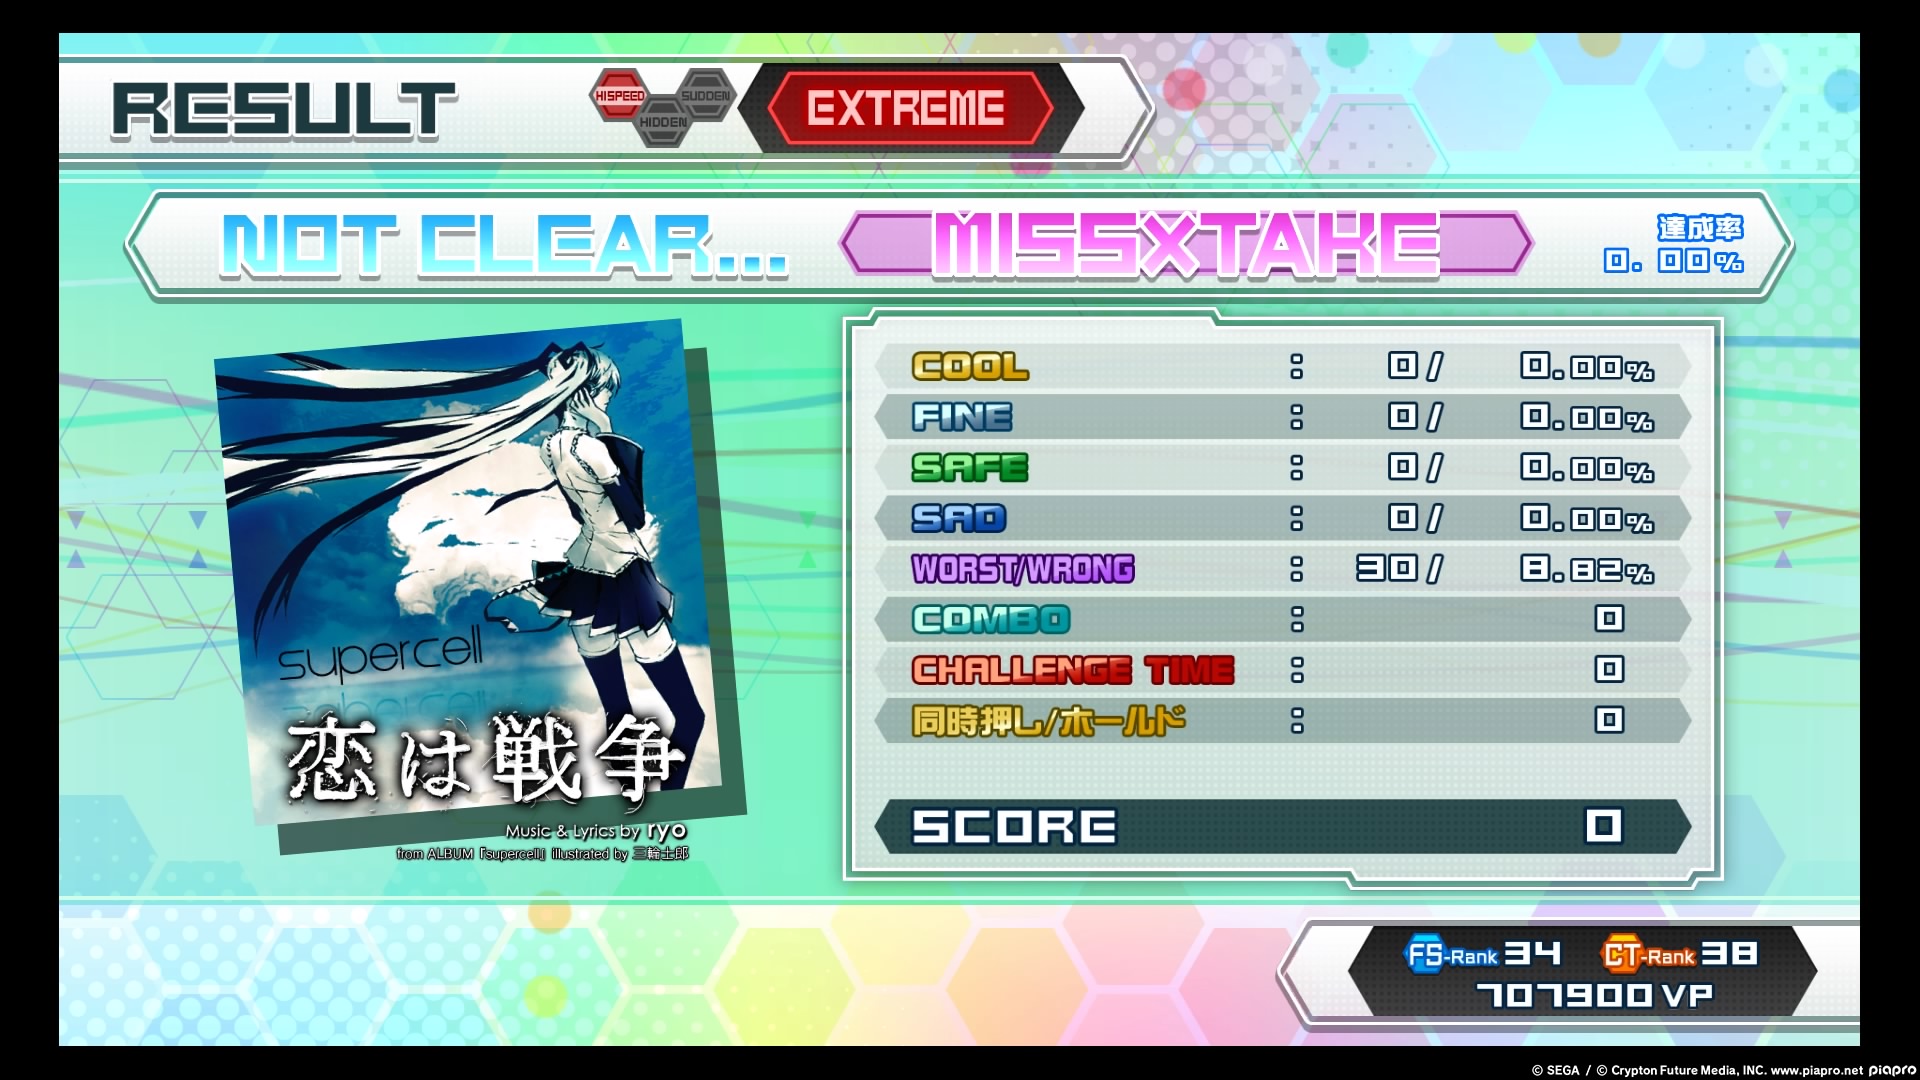 RESULT
HISPEED
HIDDEN
SUDDEN
EXTREME
NOT CLEAR...
MISS×TAKE
達成率
0.00%
COOL : 0/ 0.00%
FINE : 0/ 0.00%
SAFE : 0/ 0.00%
SAD : 0/ 0.00%
WORST/WRONG : 30/ 8.82%
COMBO : 0
CHALLENGE TIME : 0
同時押し/ホールド : 0
SCORE 0
supercell
恋は戦争
Music & Lyrics by ryo
from ALBUM「supercell」illustrated by 三輪士郎
FS-Rank 34 CT-Rank 38
707900 VP
© SEGA / © Crypton Future Media, INC. www.piapro.net piapro